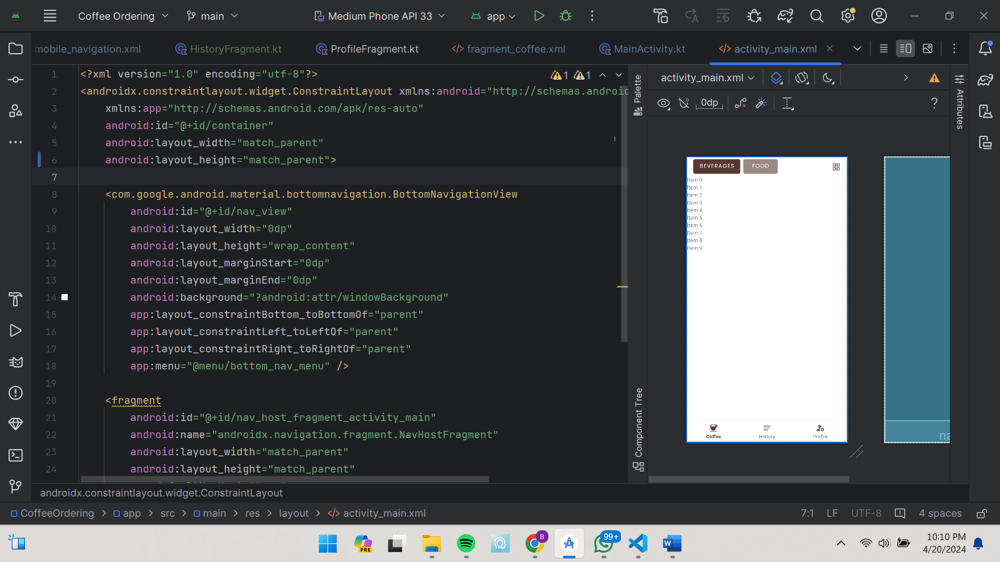 Coffee Ordering
main
Medium Phone API 33
app
mobile_navigation.xml
HistoryFragment.kt
ProfileFragment.kt
</> fragment_coffee.xml
MainActivity.kt
</> activity_main.xml
1 <?xml version="1.0" encoding="utf-8"?>
1 1
2 <androidx.constraintlayout.widget.ConstraintLayout xmlns:android="http://schemas.android
3 xmlns:app="http://schemas.android.com/apk/res-auto"
4 android:id="@+id/container"
5 android:layout_width="match_parent"
6 android:layout_height="match_parent">
7
8 <com.google.android.material.bottomnavigation.BottomNavigationView
9 android:id="@+id/nav_view"
10 android:layout_width="0dp"
11 android:layout_height="wrap_content"
12 android:layout_marginStart="0dp"
13 android:layout_marginEnd="0dp"
14 android:background="?android:attr/windowBackground"
15 app:layout_constraintBottom_toBottomOf="parent"
16 app:layout_constraintLeft_toLeftOf="parent"
17 app:layout_constraintRight_toRightOf="parent"
18 app:menu="@menu/bottom_nav_menu" />
19
20 <fragment
21 android:id="@+id/nav_host_fragment_activity_main"
22 android:name="androidx.navigation.fragment.NavHostFragment"
23 android:layout_width="match_parent"
24 android:layout_height="match_parent"
androidx.constraintlayout.widget.ConstraintLayout
Palette
Component Tree
activity_main.xml
0dp
?
Attributes
BEVERAGES
FOOD
Item 0
Item 1
Item 2
Item 3
Item 4
Item 5
Item 6
Item 7
Item 8
Item 9
Coffee
History
Profile
na
CoffeeOrdering > app > src > main > res > layout > </> activity_main.xml
7:1
LF
UTF-8
4 spaces
PRE
B
99+
W
10:10 PM
4/20/2024